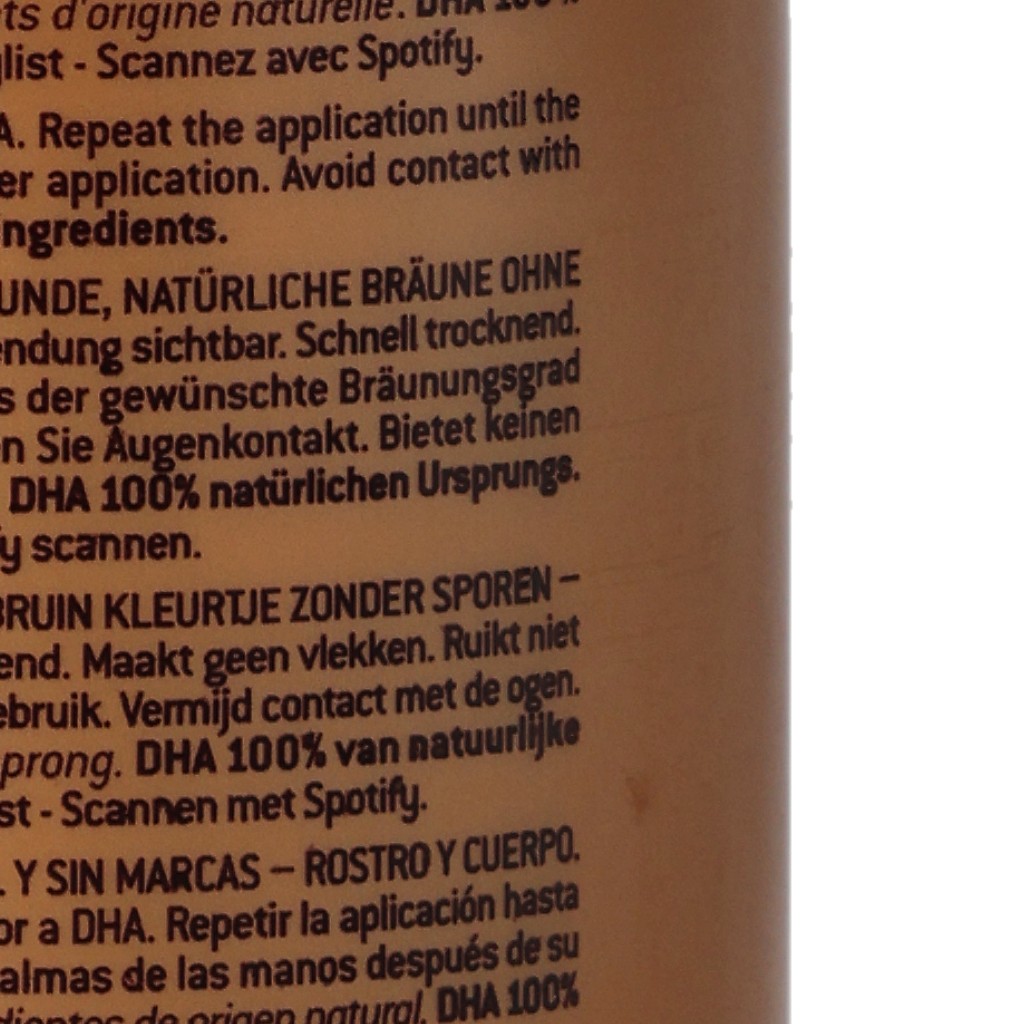 d'origine naturelle. DHA 100%
list - Scannez avec Spotify.
A. Repeat the application until the
er application. Avoid contact with
ngredients.
UNDE, NATÜRLICHE BRÄUNE OHNE
endung sichtbar. Schnell trocknend.
s der gewünschte Bräunungsgrad
n Sie Augenkontakt. Bietet keinen
DHA 100% natürlichen Ursprungs.
fy scannen.
BRUIN KLEURTJE ZONDER SPOREN –
end. Maakt geen vlekken. Ruikt niet
ebruik. Vermijd contact met de ogen.
prong. DHA 100% van natuurlijke
st - Scannen met Spotify.
. Y SIN MARCAS – ROSTRO Y CUERPO.
or a DHA. Repetir la aplicación hasta
almas de las manos después de su
dientes de origen natural. DHA 100%